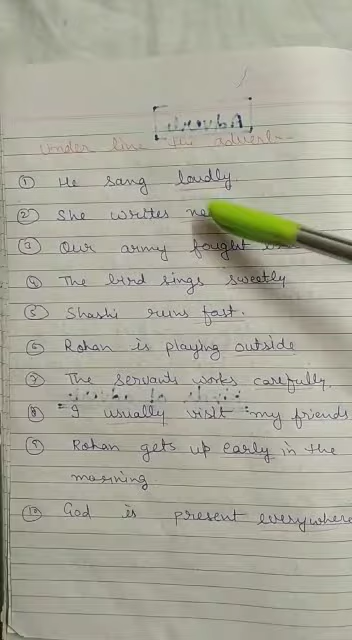 Under line the adverb
① He sang loudly
② She writes
③ Our army fought
④ The bird sings sweetly
⑤ Shashi runs fast.
⑥ Rohan is playing outside
⑦ The servants works carefully.
⑧ I usually visit my friends
⑨ Rohan gets up early in the
morning.
⑩ God is present everywhere